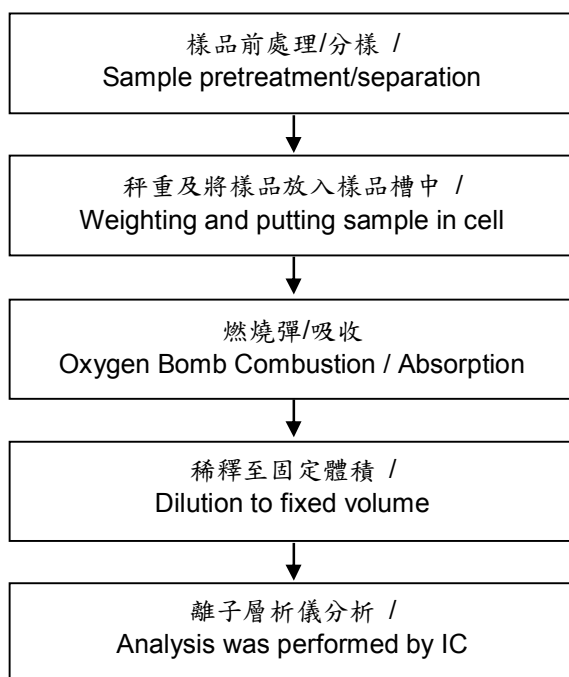 樣品前處理/分樣 /
Sample pretreatment/separation
秤重及將樣品放入樣品槽中 /
Weighting and putting sample in cell
燃燒彈/吸收
Oxygen Bomb Combustion / Absorption
稀釋至固定體積 /
Dilution to fixed volume
離子層析儀分析 /
Analysis was performed by IC